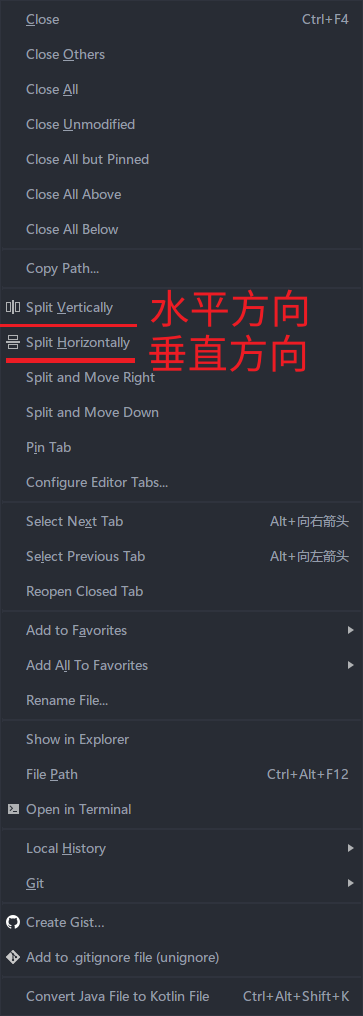 Close Ctrl+F4
Close Others
Close All
Close Unmodified
Close All but Pinned
Close All Above
Close All Below
Copy Path...
Split Vertically 水平方向
Split Horizontally 垂直方向
Split and Move Right
Split and Move Down
Pin Tab
Configure Editor Tabs...
Select Next Tab Alt+向右箭头
Select Previous Tab Alt+向左箭头
Reopen Closed Tab
Add to Favorites
Add All To Favorites
Rename File...
Show in Explorer
File Path Ctrl+Alt+F12
Open in Terminal
Local History
Git
Create Gist...
Add to .gitignore file (unignore)
Convert Java File to Kotlin File Ctrl+Alt+Shift+K